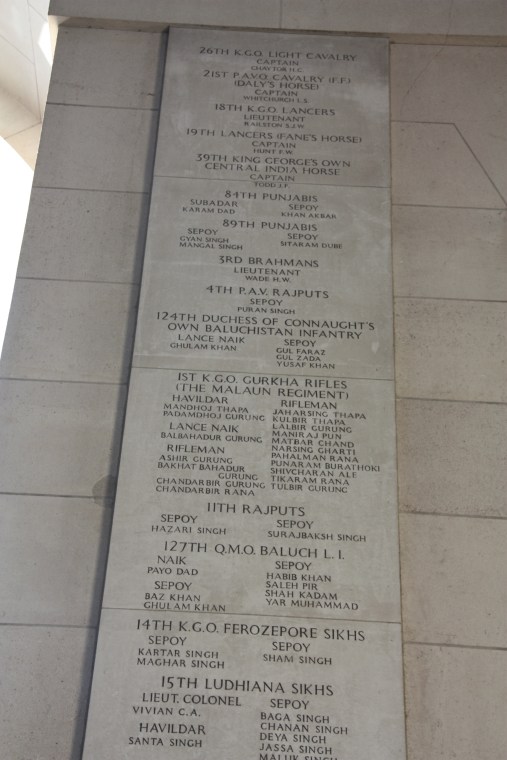 26TH K.G.O. LIGHT CAVALRY
CAPTAIN
CHAYTUR H.C.
21ST P.A.V.O. CAVALRY (F.F.)
(DALY'S HORSE)
CAPTAIN
WHITCHURCH L.S.
18TH K.G.O. LANCERS
LIEUTENANT
RAILSTON S.J.W.
19TH LANCERS (FANE'S HORSE)
CAPTAIN
HUNT F.W.
39TH KING GEORGE'S OWN
CENTRAL INDIA HORSE
CAPTAIN
TODD J.F.
84TH PUNJABIS
SUBADAR
KARAM DAD
SEPOY
KHAN AKBAR
89TH PUNJABIS
SEPOY
GYAN SINGH
MANGAL SINGH
SEPOY
SITARAM DUBE
3RD BRAHMANS
LIEUTENANT
WADE H.W.
4TH P.A.V. RAJPUTS
SEPOY
PURAN SINGH
124TH DUCHESS OF CONNAUGHT'S
OWN BALUCHISTAN INFANTRY
LANCE NAIK
GHULAM KHAN
SEPOY
GUL FARAZ
GUL ZADA
YUSAF KHAN
1ST K.G.O. GURKHA RIFLES
(THE MALAUN REGIMENT)
HAVILDAR
MANDHOJ THAPA
PADAMDHOJ GURUNG
LANCE NAIK
BALBAHADUR GURUNG
RIFLEMAN
ASHIR GURUNG
BAKHAT BAHADUR
GURUNG
CHANDARBIR GURUNG
CHANDARBIR RANA
RIFLEMAN
JAHARSING THAPA
KULBIR THAPA
LALBIR GURUNG
MANIRAJ PUN
MATBAR CHAND
NARSING GHARTI
PAHALMAN RANA
PUNARAM BURATHOKI
SHIVCHARAN ALE
TIKARAM RANA
TULBIR GURUNG
11TH RAJPUTS
SEPOY
HAZARI SINGH
SEPOY
SURAJBAKSH SINGH
127TH Q.M.O. BALUCH L.I.
NAIK
PAYO DAD
SEPOY
BAZ KHAN
GHULAM KHAN
SEPOY
HABIB KHAN
SALEH PIR
SHAH KADAM
YAR MUHAMMAD
14TH K.G.O. FEROZEPORE SIKHS
SEPOY
KARTAR SINGH
MAGHAR SINGH
SEPOY
SHAM SINGH
15TH LUDHIANA SIKHS
LIEUT. COLONEL
VIVIAN C.A.
HAVILDAR
SANTA SINGH
SEPOY
BAGA SINGH
CHANAN SINGH
DEYA SINGH
JASSA SINGH
MALUK SINGH